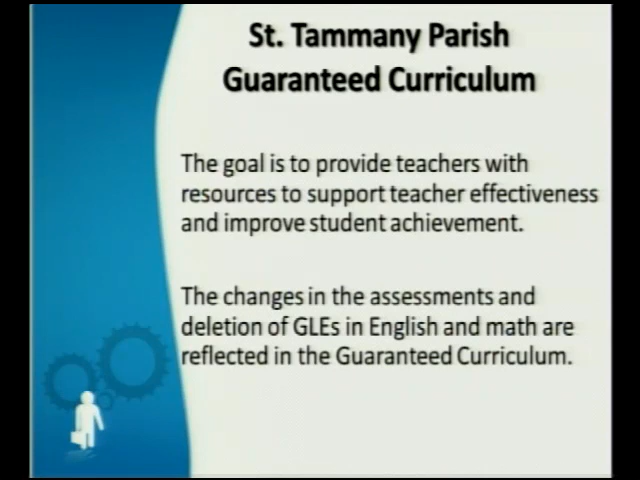 St. Tammany Parish
Guaranteed Curriculum
The goal is to provide teachers with
resources to support teacher effectiveness
and improve student achievement.
The changes in the assessments and
deletion of GLEs in English and math are
reflected in the Guaranteed Curriculum.